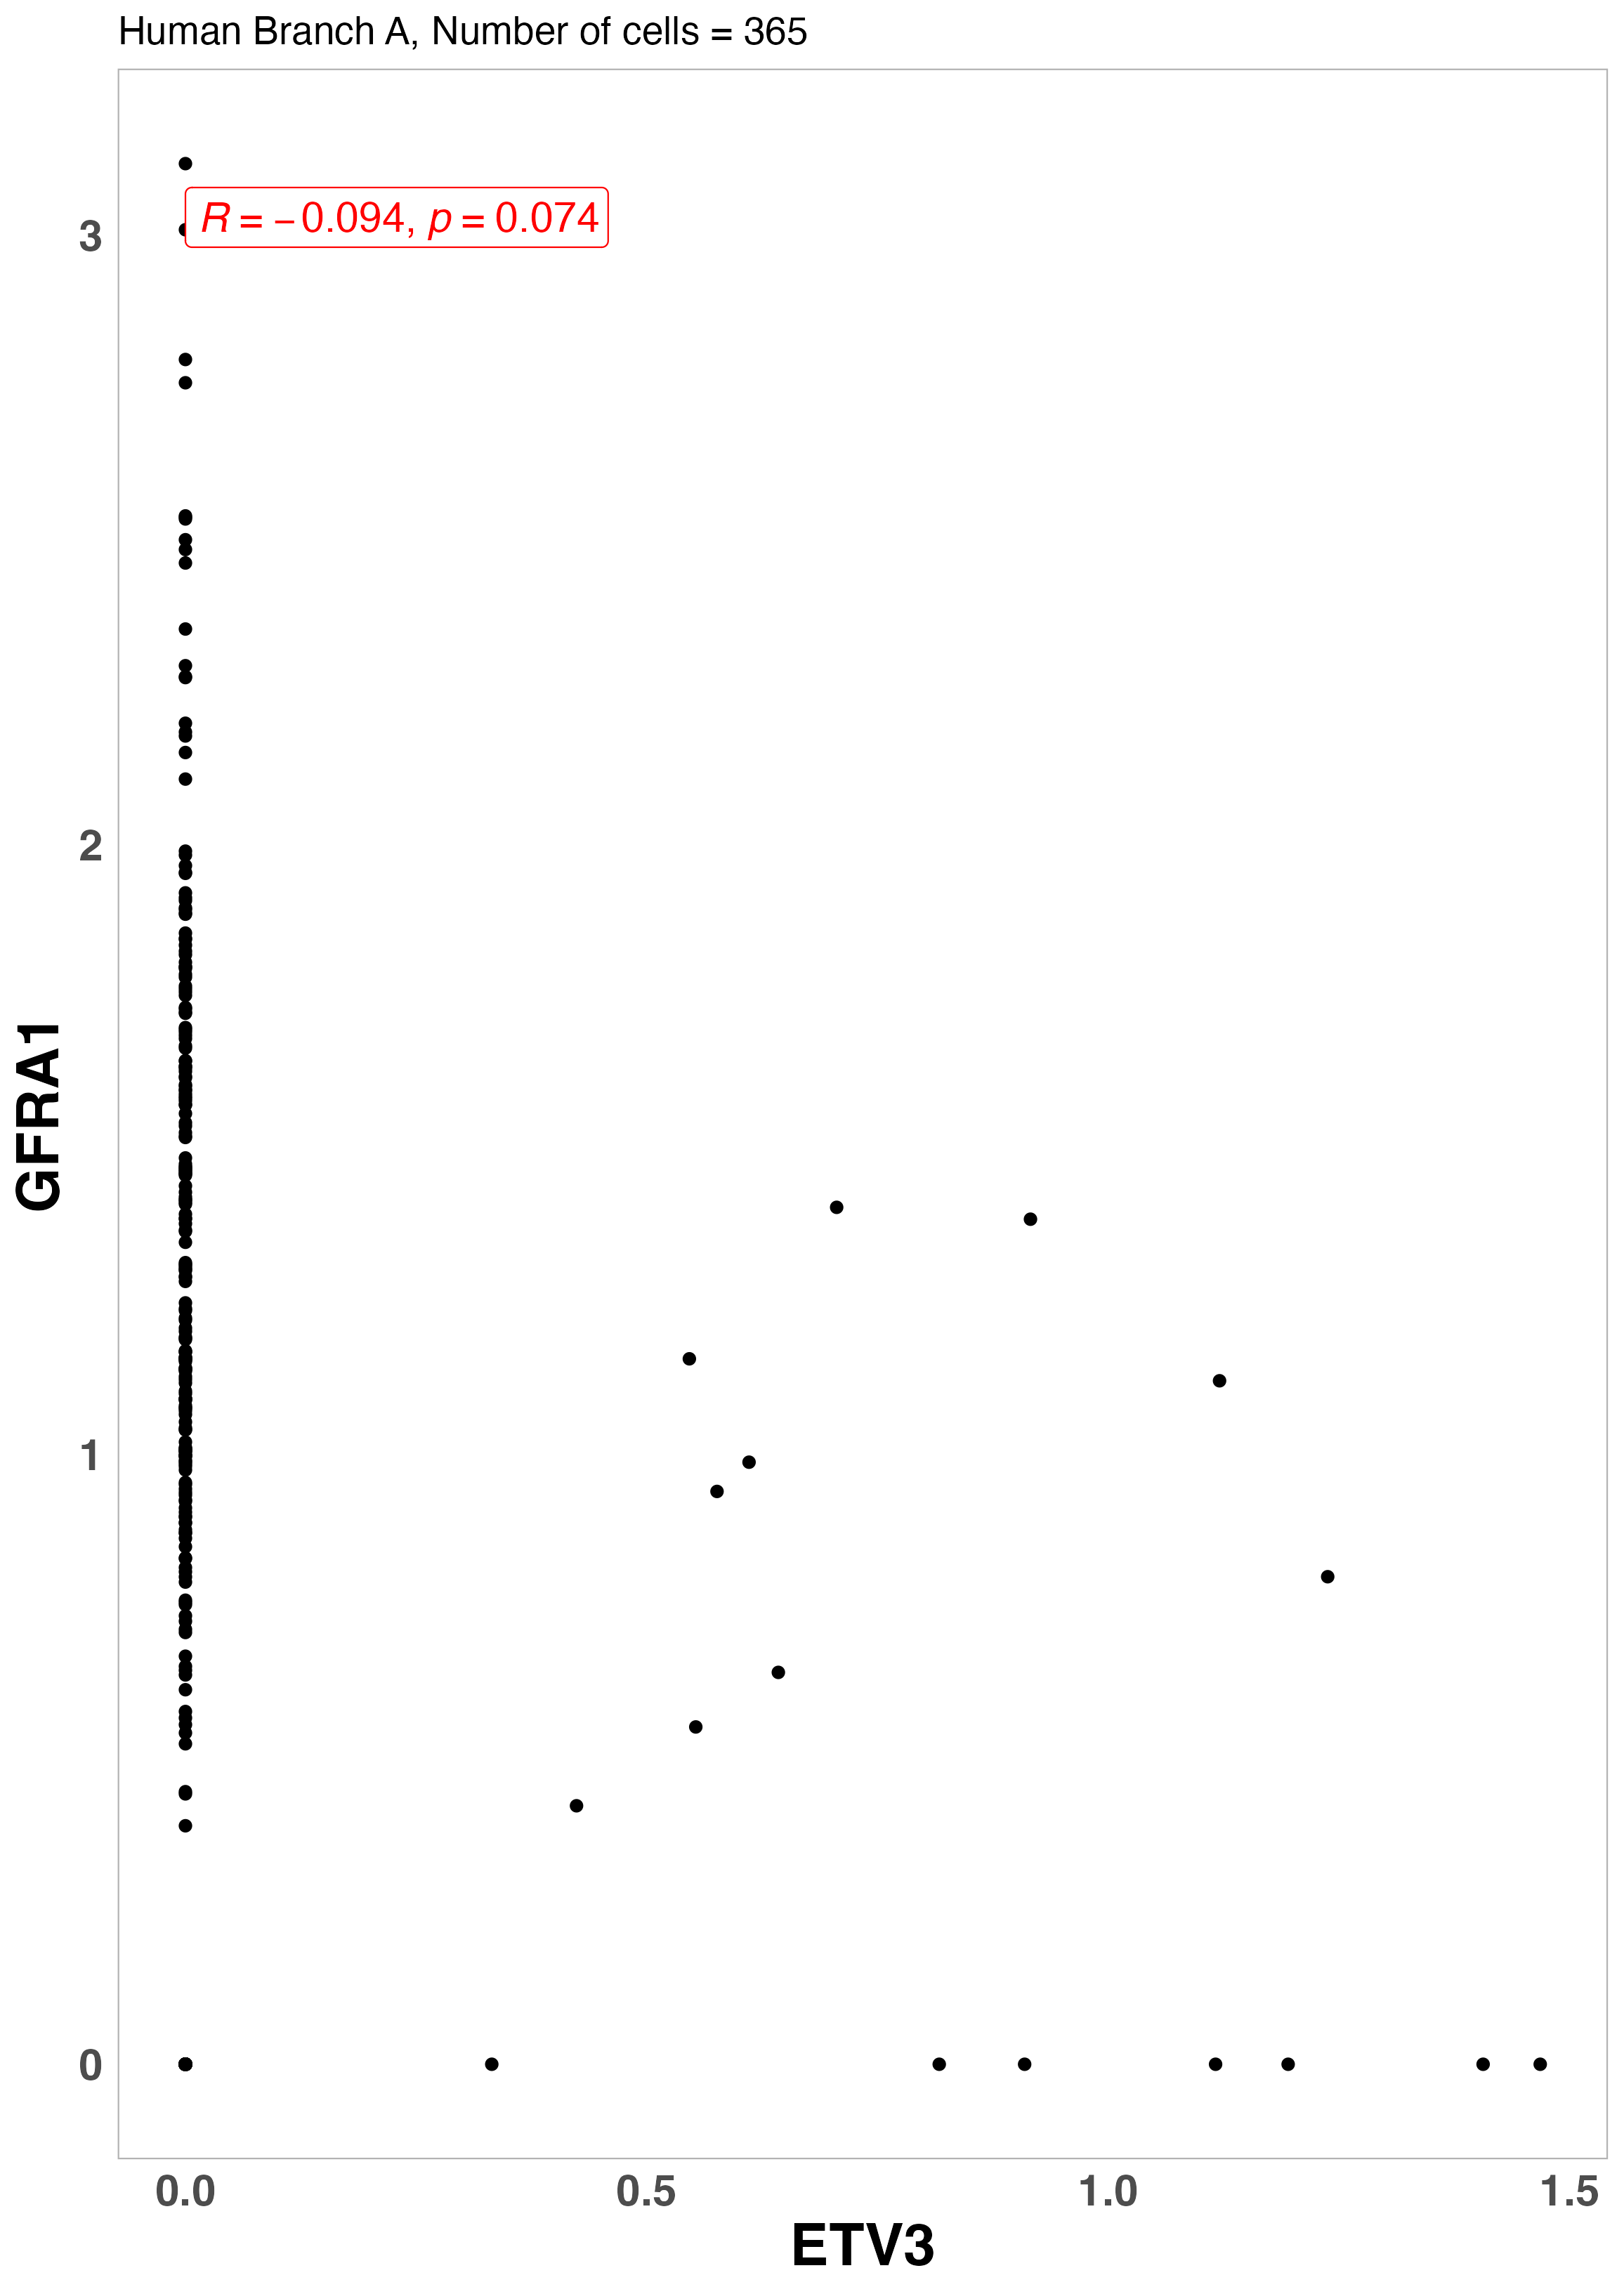 Human Branch A, Number of cells = 365
R = −0.094, p = 0.074
3
2
1
0
GFRA1
0.0 0.5 1.0 1.5
ETV3